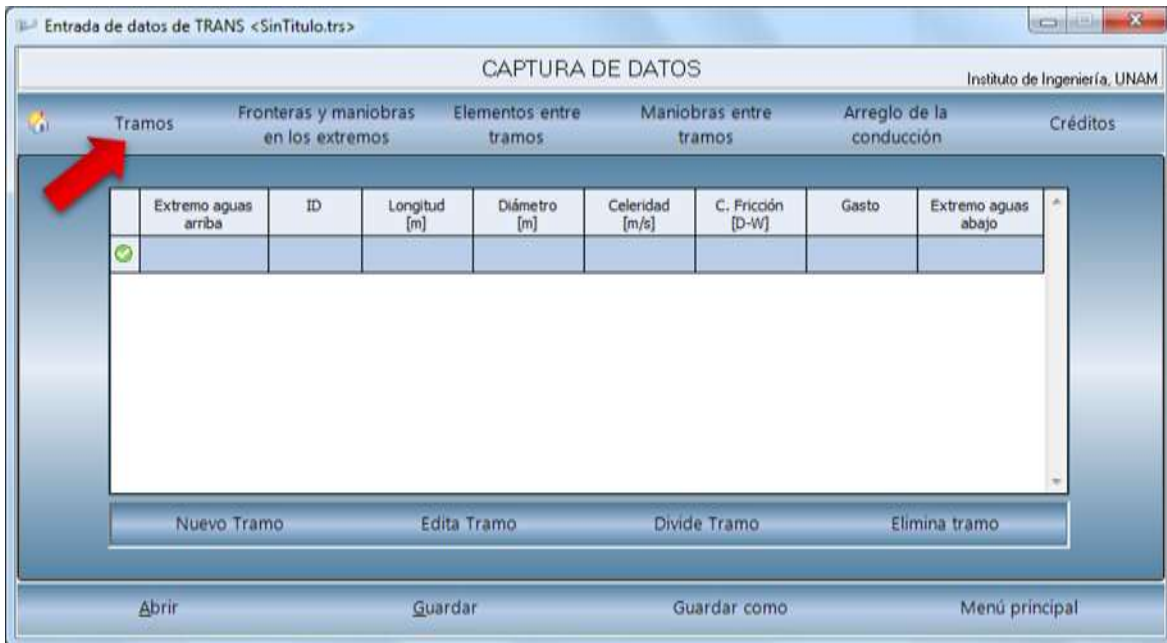 Entrada de datos de TRANS <SinTitulo.trs>
CAPTURA DE DATOS
Instituto de Ingeniería, UNAM
Tramos
Fronteras y maniobras
en los extremos
Elementos entre
tramos
Maniobras entre
tramos
Arreglo de la
conducción
Créditos
Extremo aguas
arriba
ID
Longitud
[m]
Diámetro
[m]
Celeridad
[m/s]
C. Fricción
[D-W]
Gasto
Extremo aguas
abajo
Nuevo Tramo
Edita Tramo
Divide Tramo
Elimina tramo
Abrir
Guardar
Guardar como
Menú principal